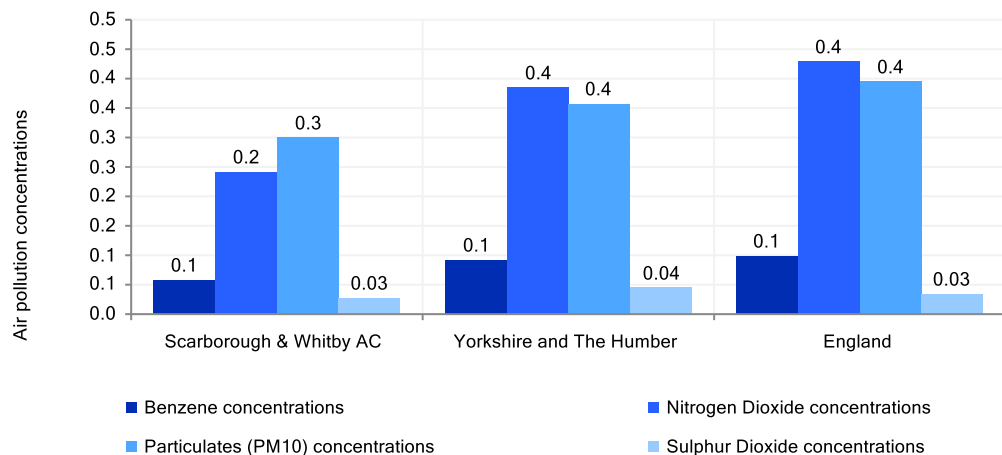 Air pollution concentrations
0.5
0.5
0.4
0.4
0.3
0.3
0.2
0.2
0.1
0.1
0.0
0.1
0.2
0.3
0.03
0.1
0.4
0.4
0.04
0.1
0.4
0.4
0.03
Scarborough & Whitby AC
Yorkshire and The Humber
England
Benzene concentrations
Nitrogen Dioxide concentrations
Particulates (PM10) concentrations
Sulphur Dioxide concentrations